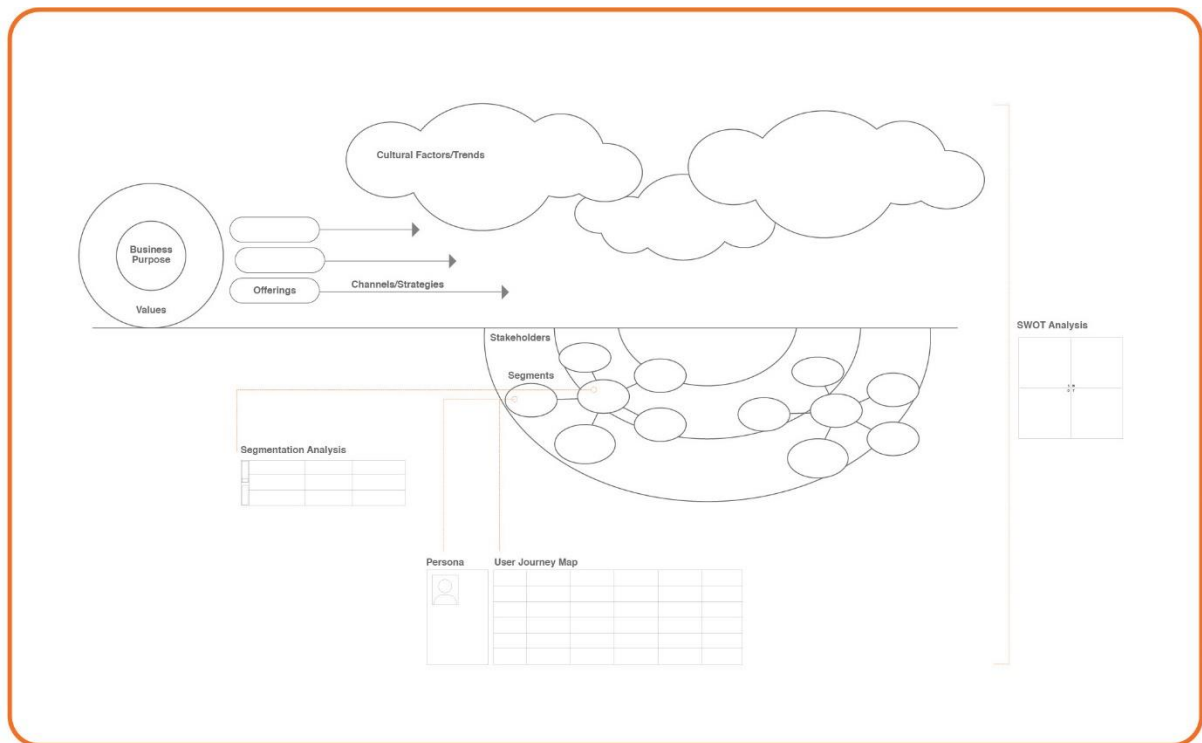 Cultural Factors/Trends
Business
Purpose
Values
Offerings
Channels/Strategies
Stakeholders
Segments
SWOT Analysis
Segmentation Analysis
Persona
User Journey Map